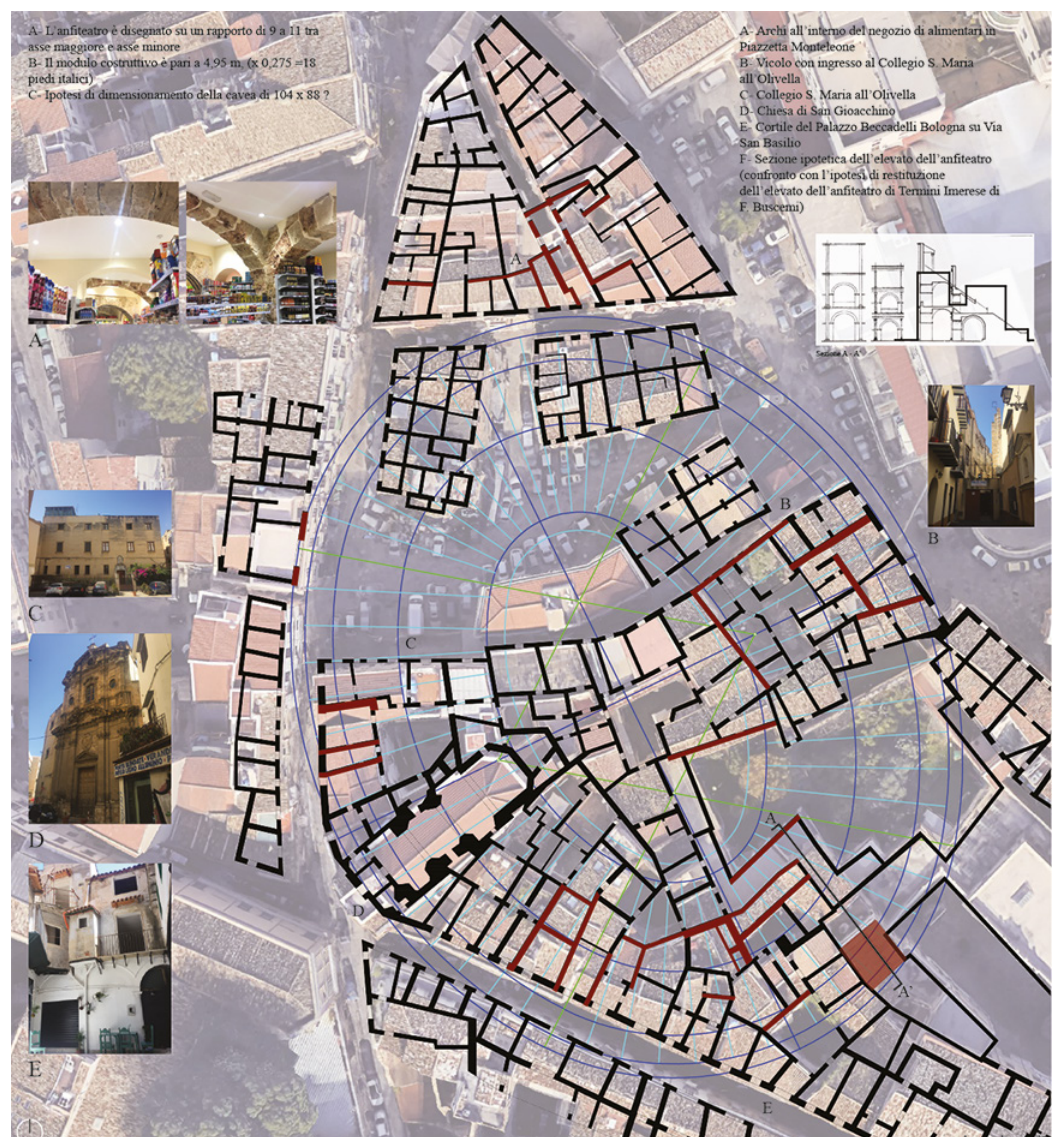 A- L'anfiteatro è disegnato su un rapporto di 9 a 11 tra
asse maggiore e asse minore
B- Il modulo costruttivo è pari a 4,95 m, (x 0,275 =18
piedi italici)
C- Ipotesi di dimensionamento della cavea di 104 x 88 ?
A- Archi all'interno del negozio di alimentari in
Piazzetta Monteleone
B- Vicolo con ingresso al Collegio S. Maria
all'Olivella
C- Collegio S. Maria all'Olivella
D- Chiesa di San Gioacchino
E- Cortile del Palazzo Beccadelli Bologna su Via
San Basilio
F- Sezione ipotetica dell'elevato dell'anfiteatro
(confronto con l'ipotesi di restituzione
dell'elevato dell'anfiteatro di Termini Imerese di
F. Buscemi)
A
A
Sezione A - A'
B
B
C
C
D
A
D
A'
E
E